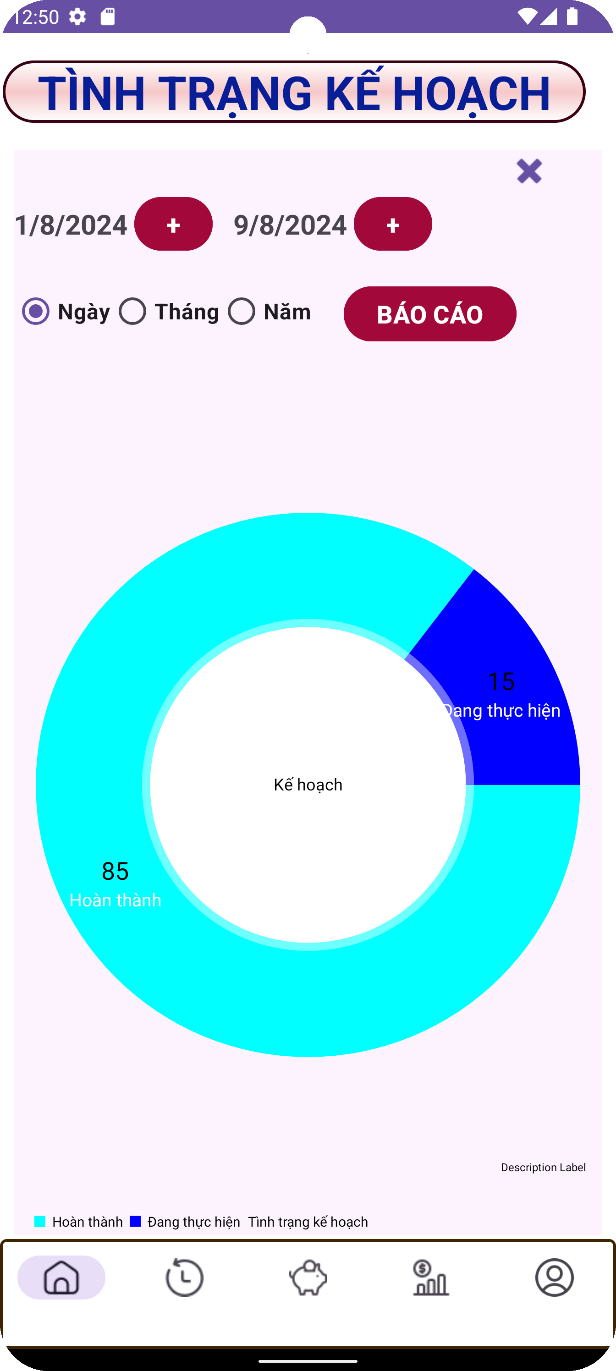 12:50
TÌNH TRẠNG KẾ HOẠCH
1/8/2024 + 9/8/2024 +
Ngày Tháng Năm BÁO CÁO
15
Đang thực hiện
Kế hoạch
85
Hoàn thành
Description Label
Hoàn thành Đang thực hiện Tình trạng kế hoạch